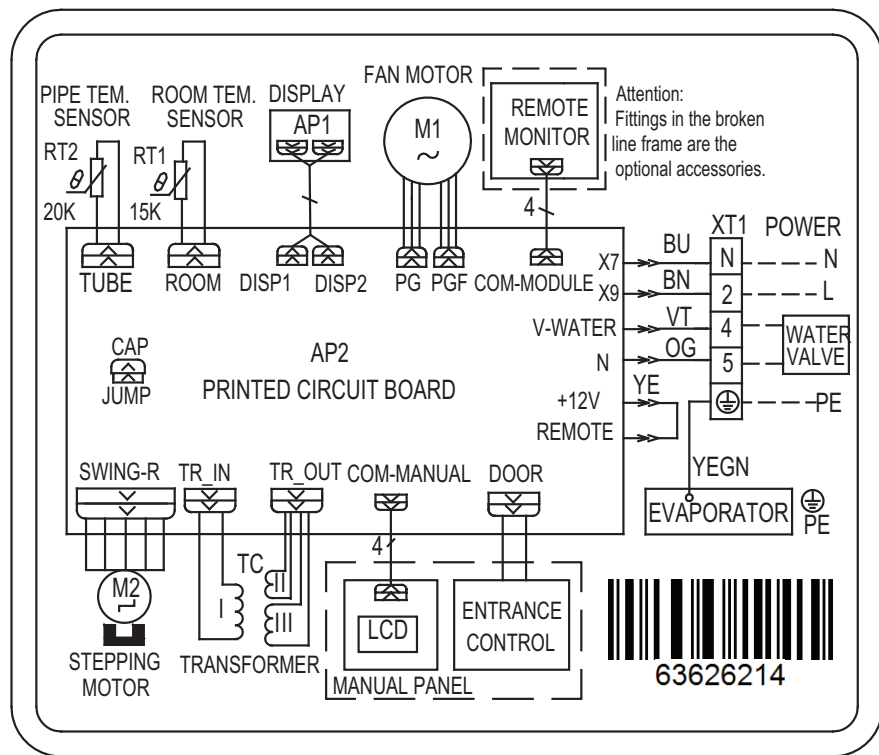 PIPE TEM.
SENSOR
ROOM TEM.
SENSOR
DISPLAY
AP1
FAN MOTOR
M1
~
REMOTE
MONITOR
Attention:
Fittings in the broken
line frame are the
optional accessories.
RT2
θ
20K
RT1
θ
15K
4
TUBE
ROOM
DISP1
DISP2
PG
PGF
COM-MODULE
X7
X9
V-WATER
N
+12V
REMOTE
BU
BN
VT
OG
YE
XT1
N
2
4
5
POWER
N
L
WATER
VALVE
PE
CAP
JUMP
AP2
PRINTED CIRCUIT BOARD
YEGN
EVAPORATOR
PE
SWING-R
TR_IN
TR_OUT
COM-MANUAL
DOOR
M2
STEPPING
MOTOR
TC
I
II
III
TRANSFORMER
4
LCD
MANUAL PANEL
ENTRANCE
CONTROL
63626214